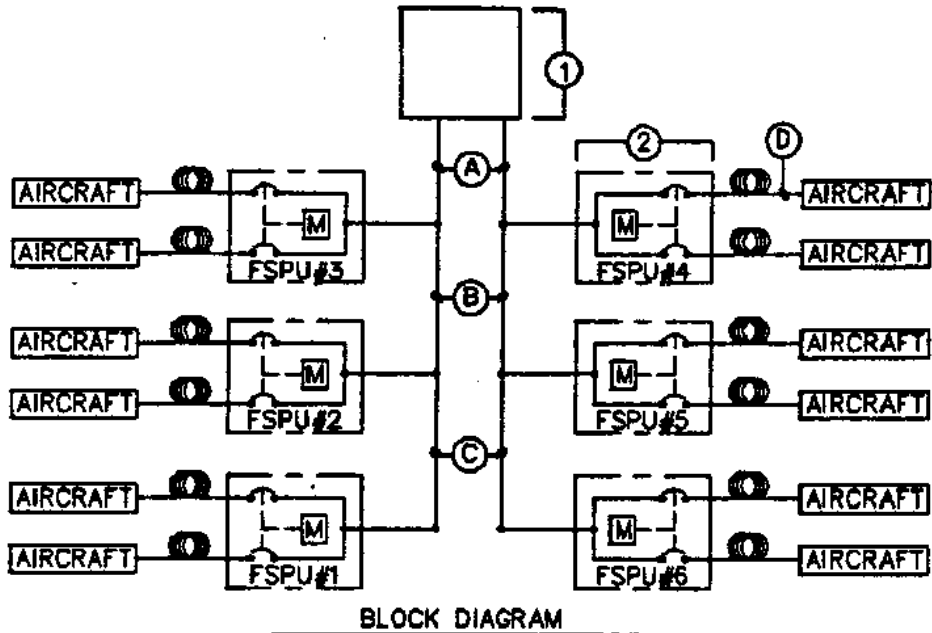 1
A
2
D
AIRCRAFT
M
M
AIRCRAFT
AIRCRAFT
AIRCRAFT
FSPU#3
FSPU#4
B
AIRCRAFT
M
M
AIRCRAFT
AIRCRAFT
AIRCRAFT
FSPU#2
FSPU#5
C
AIRCRAFT
M
M
AIRCRAFT
AIRCRAFT
AIRCRAFT
FSPU#1
FSPU#6
BLOCK DIAGRAM